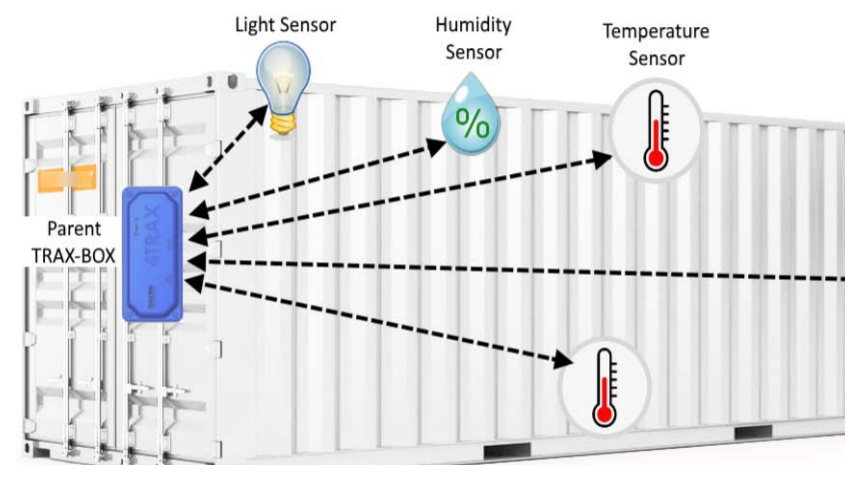 Light Sensor
Humidity
Sensor
Temperature
Sensor
%
Parent
TRAX-BOX
4TRAX